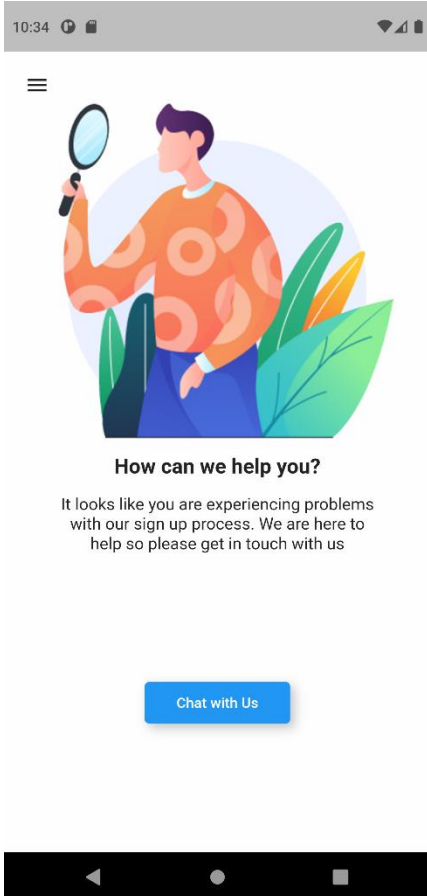 10:34
How can we help you?
It looks like you are experiencing problems
with our sign up process. We are here to
help so please get in touch with us
Chat with Us